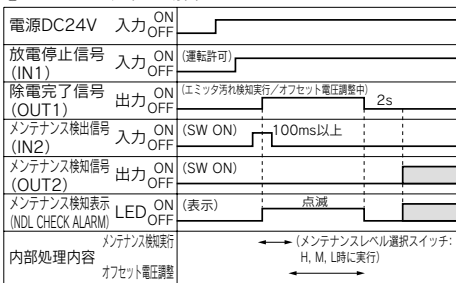 電源DC24V 入力 ON OFF
放電停止信号 (IN1) 入力 ON OFF (運転許可)
除電完了信号 (OUT1) 出力 ON OFF (エミッタ汚れ検知実行／オフセット電圧調整中) 2s
メンテナンス検出信号 (IN2) 入力 ON OFF (SW ON) 100ms以上
メンテナンス検知信号 (OUT2) 出力 ON OFF (SW ON)
メンテナンス検知表示 (NDL CHECK ALARM) LED ON OFF (表示) 点滅
内部処理内容 メンテナンス検知実行 (メンテナンスレベル選択スイッチ：
H, M, L時に実行)
オフセット電圧調整